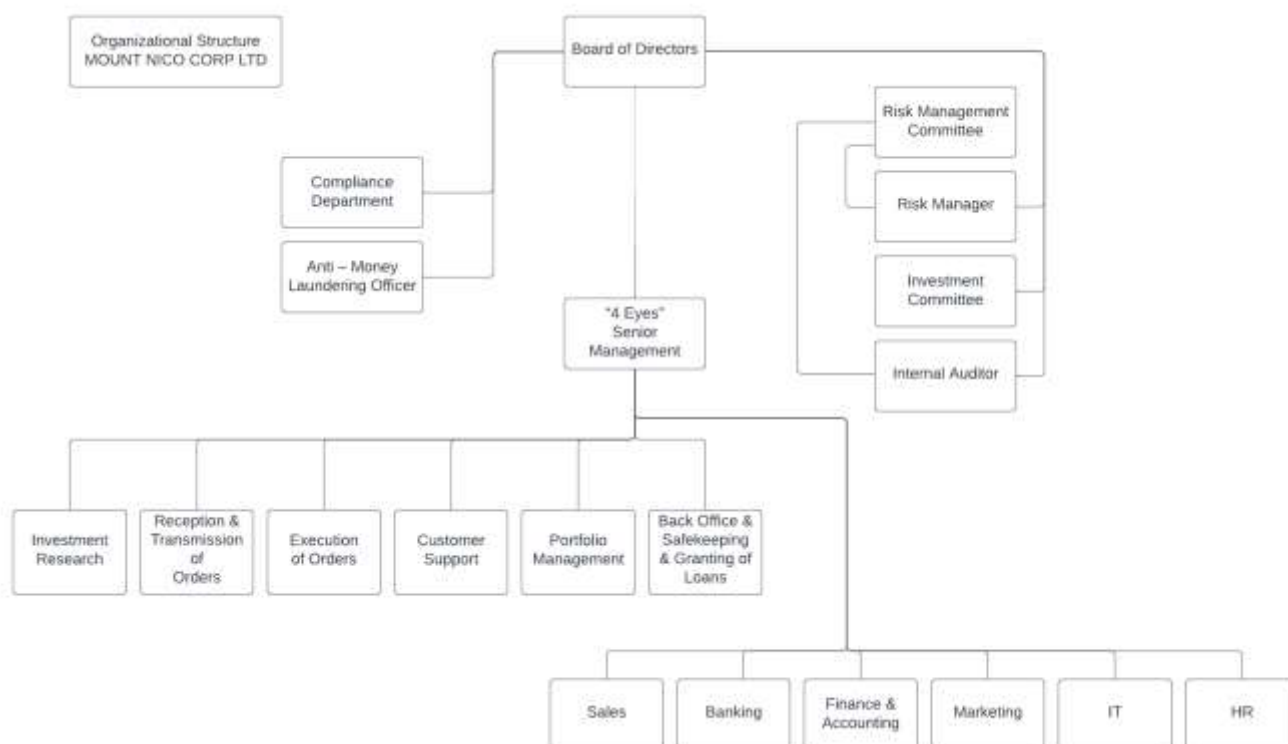 Organizational Structure
MOUNT NICO CORP LTD
Board of Directors
Risk Management
Committee
Compliance
Department
Risk Manager
Anti – Money
Laundering Officer
Investment
Committee
"4 Eyes"
Senior
Management
Internal Auditor
Investment
Research
Reception &
Transmission
of
Orders
Execution
of Orders
Customer
Support
Portfolio
Management
Back Office &
Safekeeping
& Granting of
Loans
Sales
Banking
Finance &
Accounting
Marketing
IT
HR